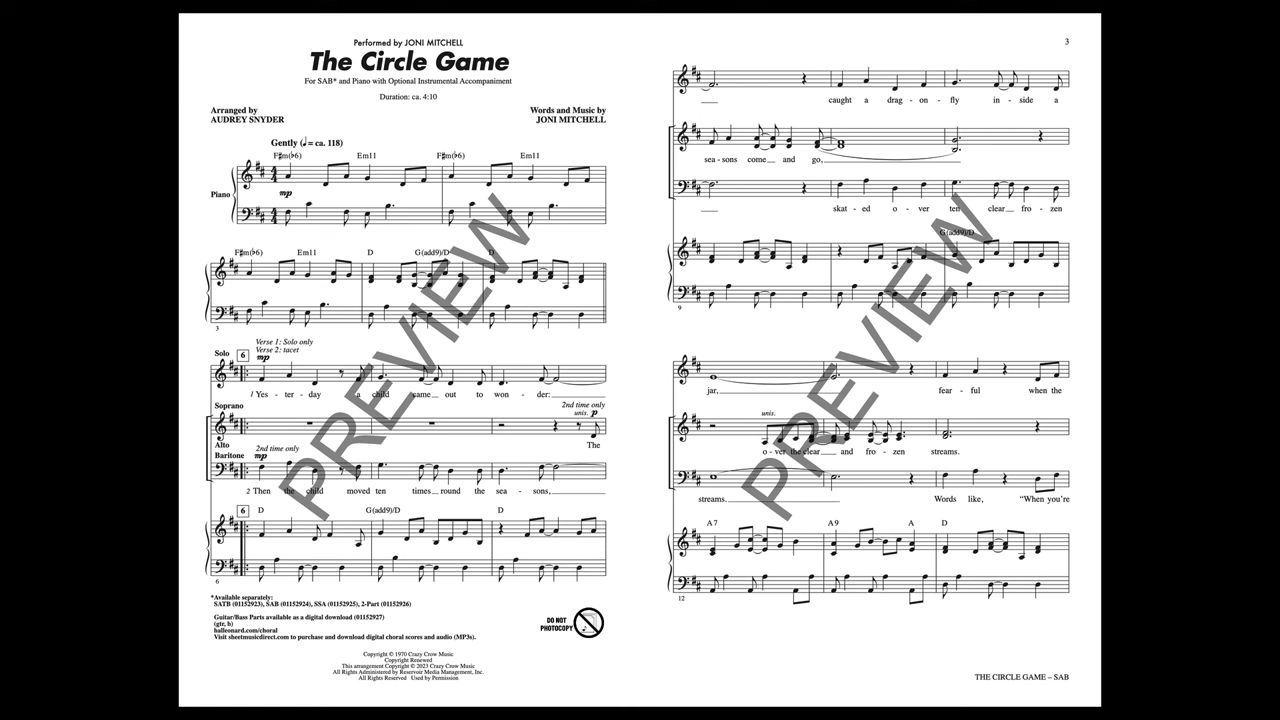 Performed by JONI MITCHELL
The Circle Game
For SAB* and Piano with Optional Instrumental Accompaniment
Duration: ca. 4:10
Arranged by
AUDREY SNYDER
Words and Music by
JONI MITCHELL
Gently (♩ = ca. 118)
F♯m(♭6) Em11 F♯m(♭6) Em11
Piano
mp
F♯m(♭6) Em11 D G(add9)/D D
3
Verse 1: Solo only
Verse 2: tacet
Solo 6 mp
1 Yes - ter - day a child came out to won - der:
Soprano
2nd time only
unis. p
Alto
The
Baritone
2nd time only
mp
2 Then the child moved ten times round the sea - sons,
6 D G(add9)/D D
6
*Available separately:
SATB (01152923), SAB (01152924), SSA (01152925), 2-Part (01152926)
Guitar/Bass Parts available as a digital download (01152927)
(gtr, b)
halleonard.com/choral
Visit sheetmusicdirect.com to purchase and download digital choral scores and audio (MP3s).
DO NOT
PHOTOCOPY
Copyright © 1970 Crazy Crow Music
Copyright Renewed
This arrangement Copyright © 2023 Crazy Crow Music
All Rights Administered by Reservoir Media Management, Inc.
All Rights Reserved Used by Permission
PREVIEW
3
caught a drag - on - fly in - side a
sea - sons come and go,
skat - ed o - ver ten clear fro - zen
G(add9)/D
9
jar, fear - ful when the
unis.
o - ver the clear and fro - zen streams.
streams. Words like, "When you're
A7 A9 A D
12
PREVIEW
THE CIRCLE GAME – SAB